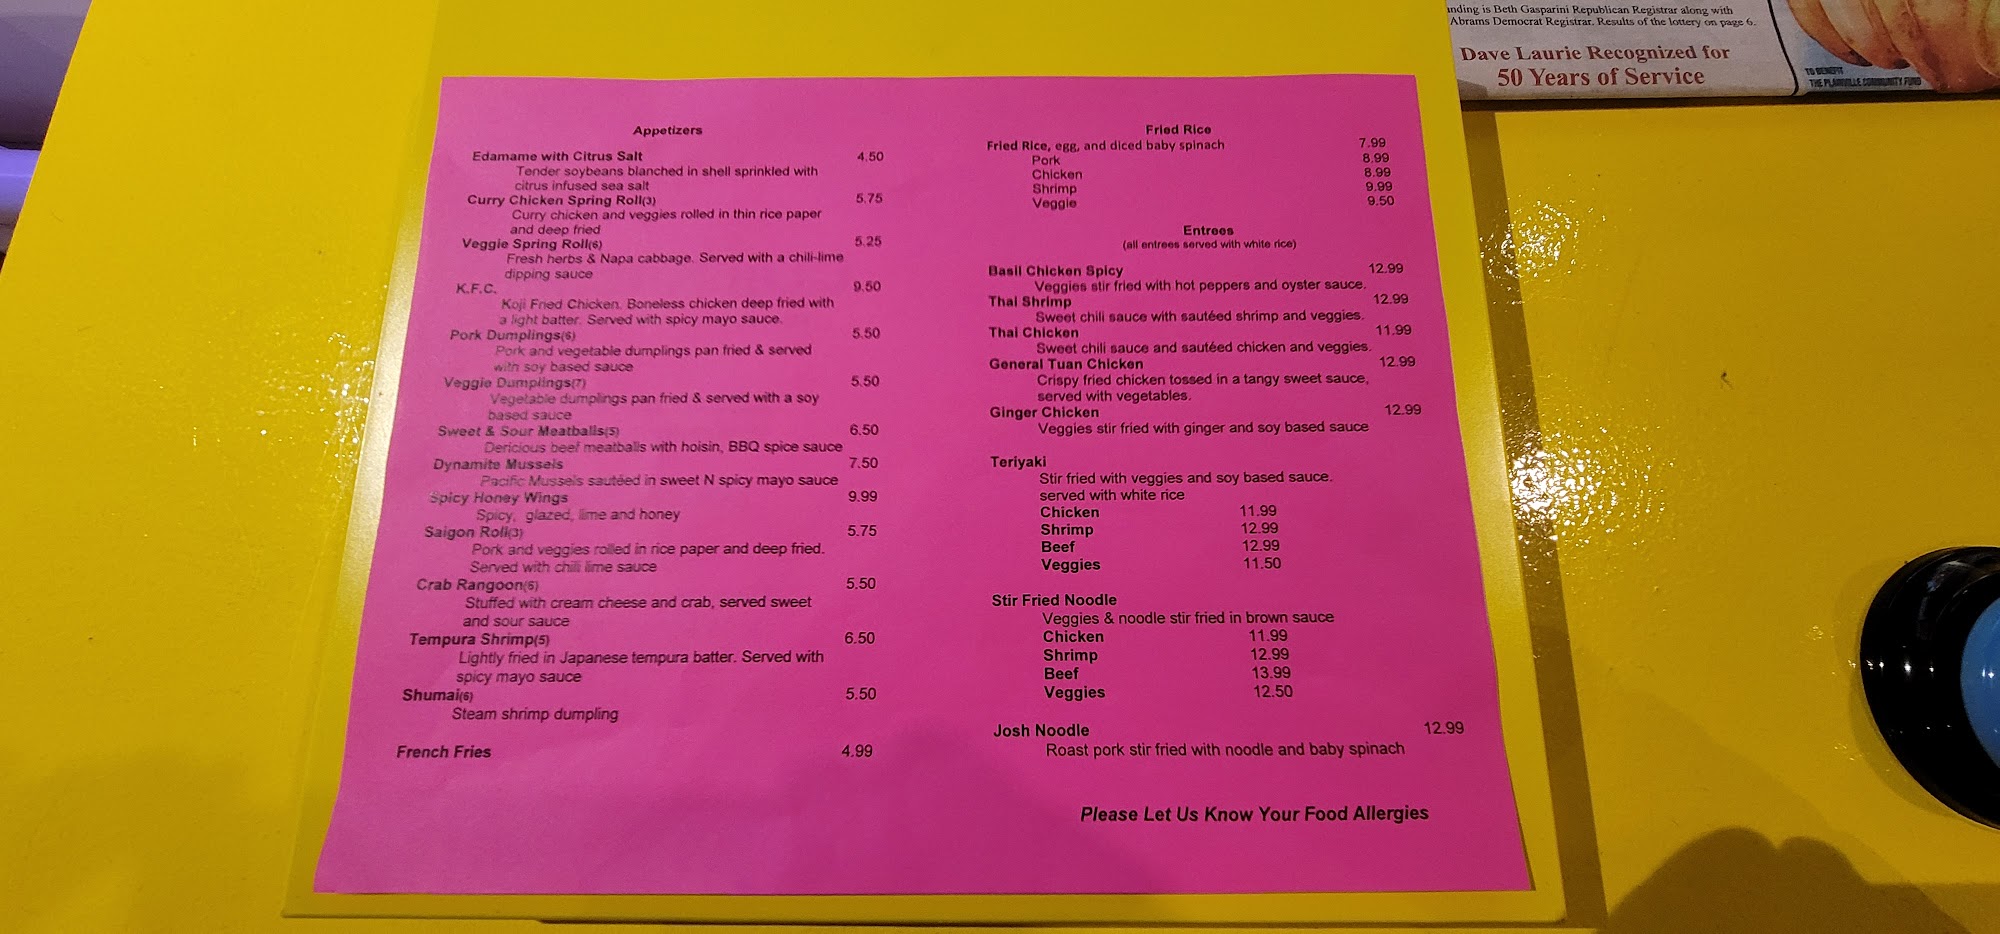 Appetizers
Edamame with Citrus Salt 4.50
Tender soybeans blanched in shell sprinkled with
citrus infused sea salt
Curry Chicken Spring Roll(3) 5.75
Curry chicken and veggies rolled in thin rice paper
and deep fried
Veggie Spring Roll(6) 5.25
Fresh herbs & Napa cabbage. Served with a chili-lime
dipping sauce
K.F.C. 9.50
Koji Fried Chicken. Boneless chicken deep fried with
a light batter. Served with spicy mayo sauce.
Pork Dumplings(6) 5.50
Pork and vegetable dumplings pan fried & served
with soy based sauce
Veggie Dumplings(7) 5.50
Vegetable dumplings pan fried & served with a soy
based sauce
Sweet & Sour Meatballs(5) 6.50
Dericious beef meatballs with hoisin, BBQ spice sauce
Dynamite Mussels 7.50
Pacific Mussels sautéed in sweet N spicy mayo sauce
Spicy Honey Wings 9.99
Spicy, glazed, lime and honey
Saigon Roll(3) 5.75
Pork and veggies rolled in rice paper and deep fried.
Served with chili lime sauce
Crab Rangoon(6) 5.50
Stuffed with cream cheese and crab, served sweet
and sour sauce
Tempura Shrimp(5) 6.50
Lightly fried in Japanese tempura batter. Served with
spicy mayo sauce
Shumai(6) 5.50
Steam shrimp dumpling
French Fries 4.99
Fried Rice
Fried Rice, egg, and diced baby spinach 7.99
Pork 8.99
Chicken 8.99
Shrimp 9.99
Veggie 9.50
Entrees
(all entrees served with white rice)
Basil Chicken Spicy 12.99
Veggies stir fried with hot peppers and oyster sauce.
Thai Shrimp 12.99
Sweet chili sauce with sautéed shrimp and veggies.
Thai Chicken 11.99
Sweet chili sauce and sautéed chicken and veggies.
General Tuan Chicken 12.99
Crispy fried chicken tossed in a tangy sweet sauce,
served with vegetables.
Ginger Chicken 12.99
Veggies stir fried with ginger and soy based sauce
Teriyaki
Stir fried with veggies and soy based sauce.
served with white rice
Chicken 11.99
Shrimp 12.99
Beef 12.99
Veggies 11.50
Stir Fried Noodle
Veggies & noodle stir fried in brown sauce
Chicken 11.99
Shrimp 12.99
Beef 13.99
Veggies 12.50
Josh Noodle 12.99
Roast pork stir fried with noodle and baby spinach
Please Let Us Know Your Food Allergies
is Beth Gasparini Republican Registrar along with
Abrams Democrat Registrar. Results of the lottery on page 6.
Dave Laurie Recognized for
50 Years of Service
TO BENEFIT
THE PLAINVILLE COMMUNITY FUND